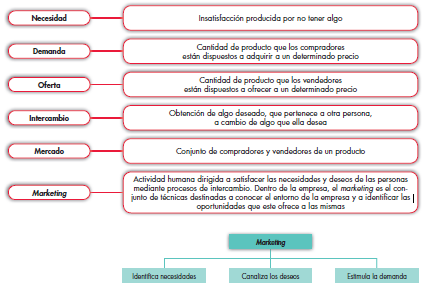 Necesidad
Insatisfacción producida por no tener algo
Demanda
Cantidad de producto que los compradores
están dispuestos a adquirir a un determinado precio
Oferta
Cantidad de producto que los vendedores
están dispuestos a ofrecer a un determinado precio
Intercambio
Obtención de algo deseado, que pertenece a otra persona,
a cambio de algo que ella desea
Mercado
Conjunto de compradores y vendedores de un producto
Marketing
Actividad humana dirigida a satisfacer las necesidades y deseos de las personas
mediante procesos de intercambio. Dentro de la empresa, el marketing es el con-
junto de técnicas destinadas a conocer el entorno de la empresa y a identificar las
oportunidades que este ofrece a las mismas
Marketing
Identifica necesidades
Canaliza los deseos
Estimula la demanda